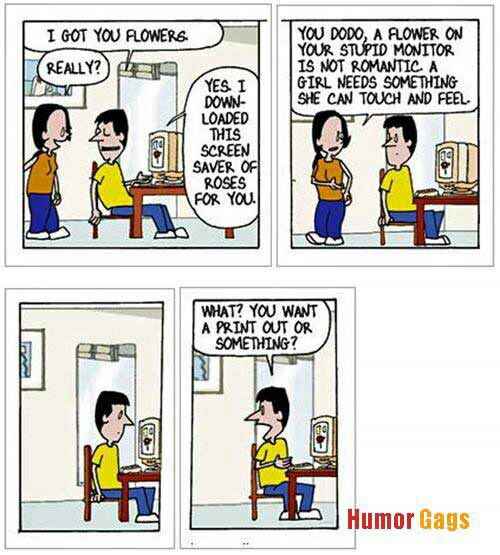 I GOT YOU FLOWERS.
REALLY?
YES. I
DOWN-
LOADED
THIS
SCREEN
SAVER OF
ROSES
FOR YOU.
YOU DODO, A FLOWER ON
YOUR STUPID MONITOR
IS NOT ROMANTIC. A
GIRL NEEDS SOMETHING
SHE CAN TOUCH AND FEEL.
WHAT? YOU WANT
A PRINT OUT OR
SOMETHING?
Humor Gags